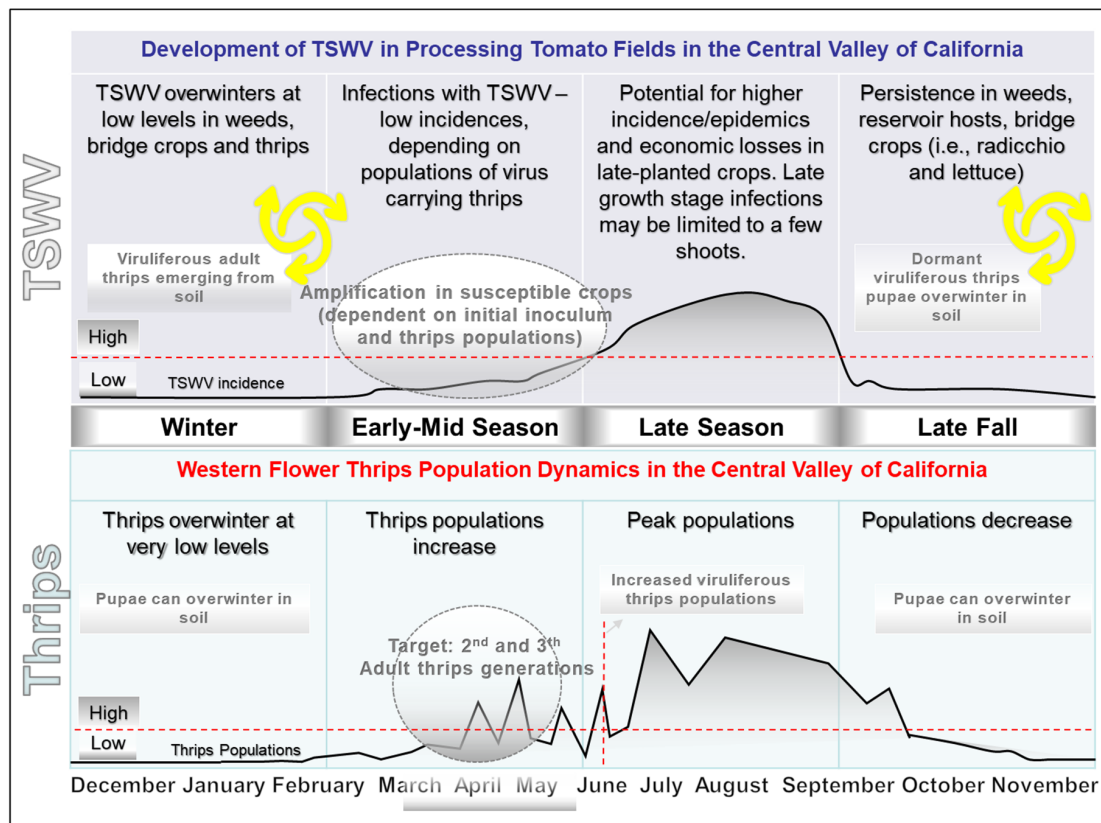 Development of TSWV in Processing Tomato Fields in the Central Valley of California
TSWV
TSWV overwinters at
low levels in weeds,
bridge crops and thrips
Viruliferous adult
thrips emerging from
soil
Infections with TSWV –
low incidences,
depending on
populations of virus
carrying thrips
Amplification in susceptible crops
(dependent on initial inoculum
and thrips populations)
Potential for higher
incidence/epidemics
and economic losses in
late-planted crops. Late
growth stage infections
may be limited to a few
shoots.
Persistence in weeds,
reservoir hosts, bridge
crops (i.e., radicchio
and lettuce)
Dormant
viruliferous thrips
pupae overwinter in
soil
High
Low
TSWV incidence
Winter
Early-Mid Season
Late Season
Late Fall
Western Flower Thrips Population Dynamics in the Central Valley of California
Thrips
Thrips overwinter at
very low levels
Pupae can overwinter in
soil
Thrips populations
increase
Target: 2nd and 3th
Adult thrips generations
Peak populations
Increased viruliferous
thrips populations
Populations decrease
Pupae can overwinter
in soil
High
Low
Thrips Populations
December January February March April May June July August September October November